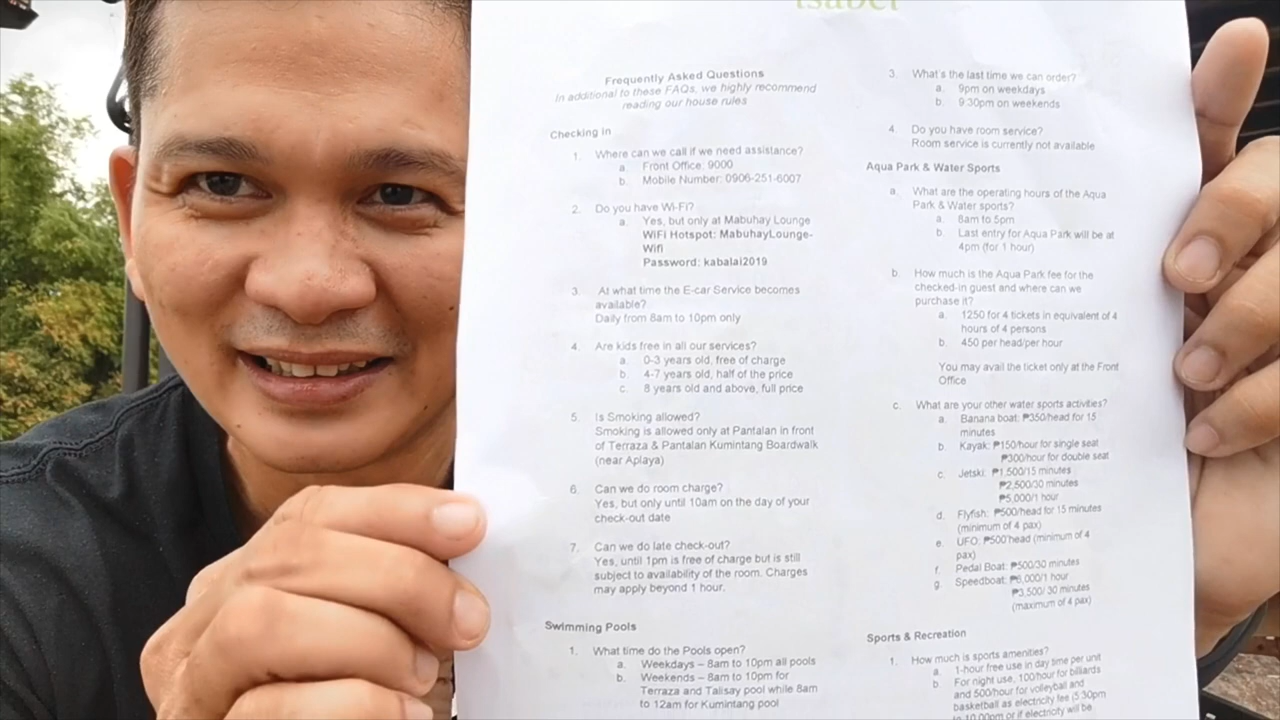 isabel
Frequently Asked Questions
In additional to these FAQs, we highly recommend
reading our house rules
Checking in
1. Where can we call if we need assistance?
a. Front Office: 9000
b. Mobile Number: 0906-251-6007
2. Do you have Wi-Fi?
a. Yes, but only at Mabuhay Lounge
WiFi Hotspot: MabuhayLounge-
Wifi
Password: kabalai2019
3. At what time the E-car Service becomes
available?
Daily from 8am to 10pm only
4. Are kids free in all our services?
a. 0-3 years old, free of charge
b. 4-7 years old, half of the price
c. 8 years old and above, full price
5. Is Smoking allowed?
Smoking is allowed only at Pantalan in front
of Terraza & Pantalan Kumintang Boardwalk
(near Aplaya)
6. Can we do room charge?
Yes, but only until 10am on the day of your
check-out date
7. Can we do late check-out?
Yes, until 1pm is free of charge but is still
subject to availability of the room. Charges
may apply beyond 1 hour.
Swimming Pools
1. What time do the Pools open?
a. Weekdays – 8am to 10pm all pools
b. Weekends – 8am to 10pm for
Terraza and Talisay pool while 8am
to 12am for Kumintang pool
3. What's the last time we can order?
a. 9pm on weekdays
b. 9:30pm on weekends
4. Do you have room service?
Room service is currently not available
Aqua Park & Water Sports
a. What are the operating hours of the Aqua
Park & Water sports?
a. 8am to 5pm
b. Last entry for Aqua Park will be at
4pm (for 1 hour)
b. How much is the Aqua Park fee for the
checked-in guest and where can we
purchase it?
a. 1250 for 4 tickets in equivalent of 4
hours of 4 persons
b. 450 per head/per hour
You may avail the ticket only at the Front
Office
c. What are your other water sports activities?
a. Banana boat: ₱350/head for 15
minutes
b. Kayak: ₱150/hour for single seat
₱300/hour for double seat
c. Jetski: ₱1,500/15 minutes
₱2,500/30 minutes
₱5,000/1 hour
d. Flyfish: ₱500/head for 15 minutes
(minimum of 4 pax)
e. UFO: ₱500/head (minimum of 4
pax)
f. Pedal Boat: ₱500/30 minutes
g. Speedboat: ₱6,000/1 hour
₱3,500/ 30 minutes
(maximum of 4 pax)
Sports & Recreation
1. How much is sports amenities?
a. 1-hour free use in day time per unit
b. For night use, 100/hour for billiards
and 500/hour for volleyball and
basketball as electricity fee (5:30pm
to 10:00pm or if electricity will be